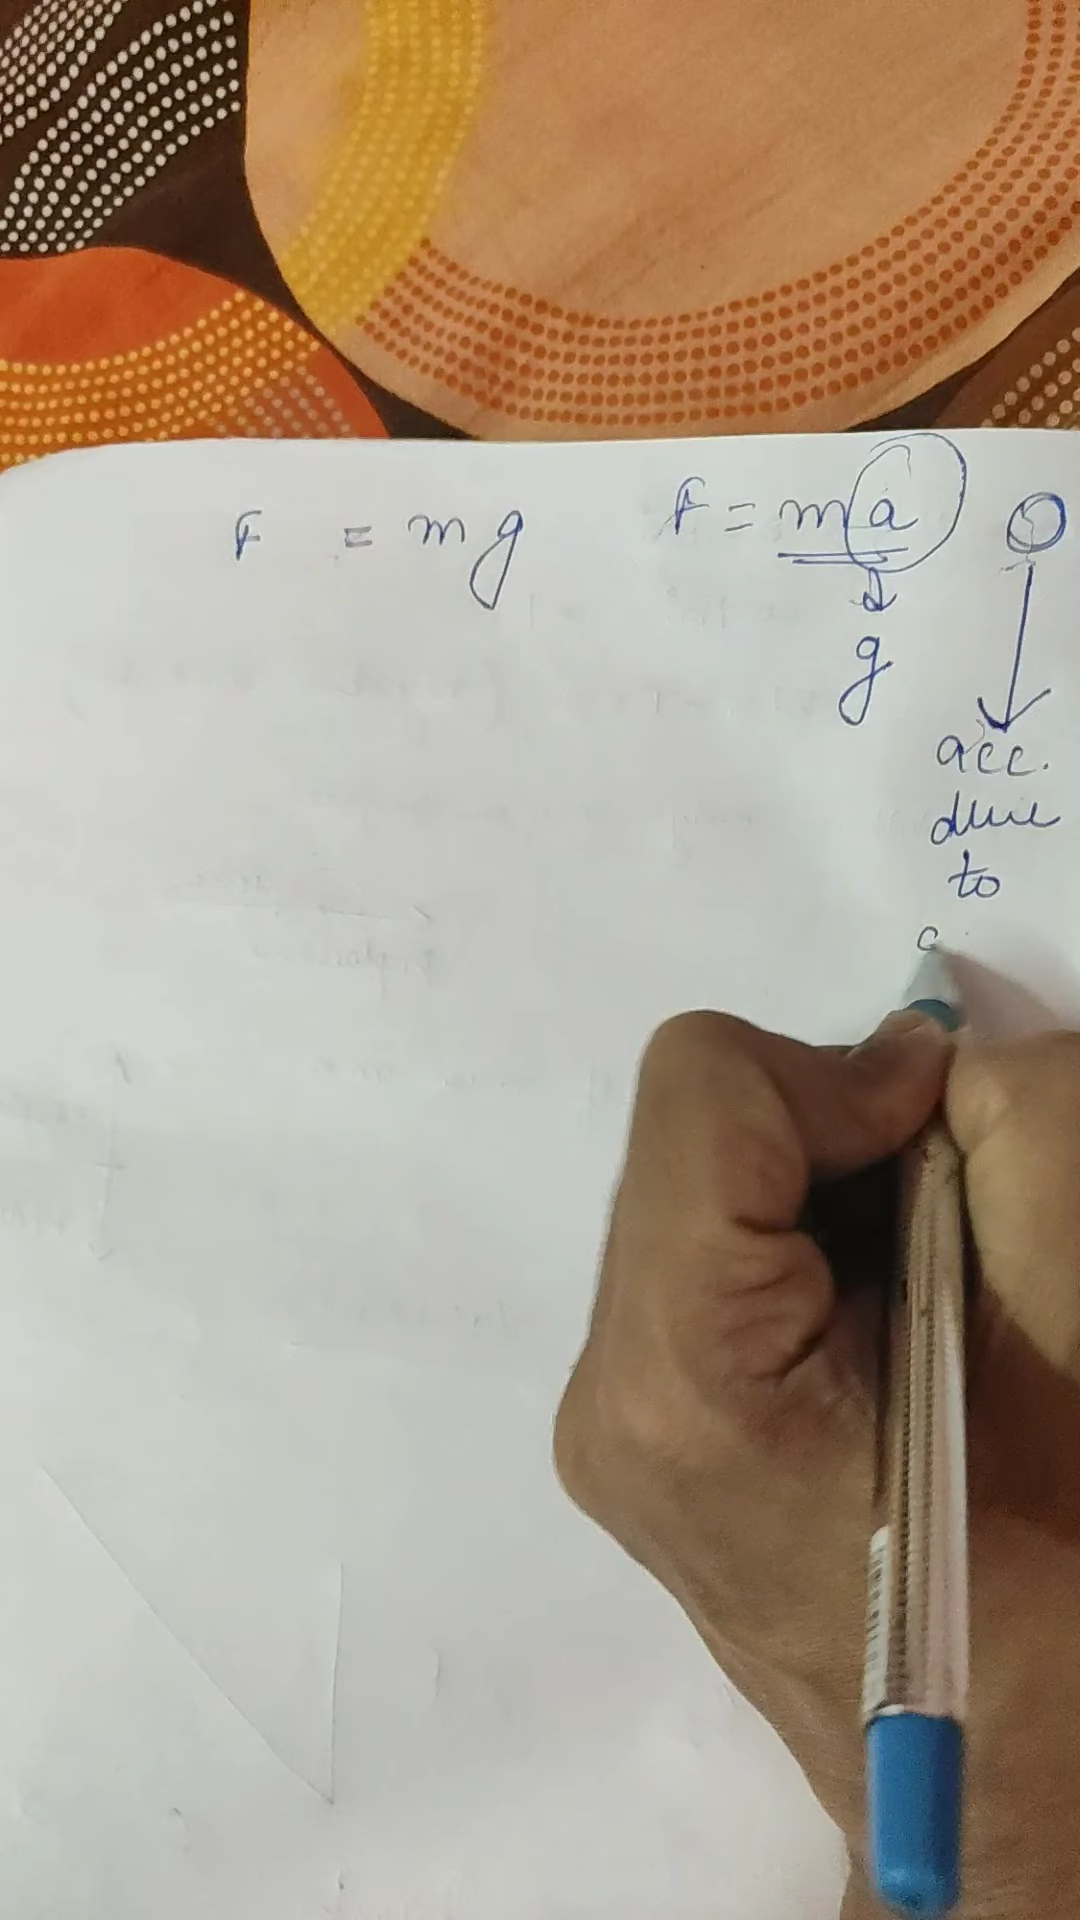 F = mg F = ma
g
acc.
due
to